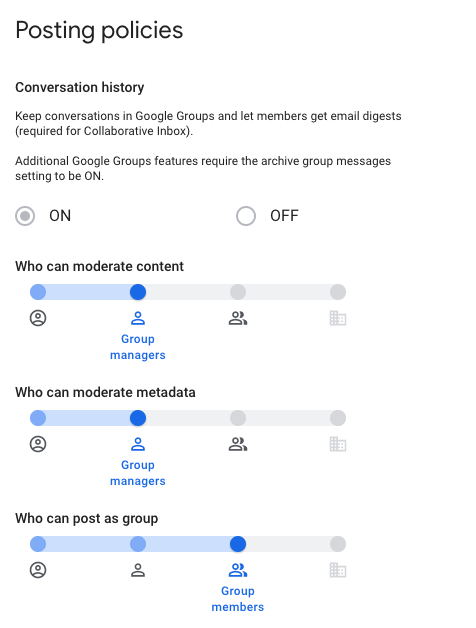 Posting policies
Conversation history
Keep conversations in Google Groups and let members get email digests
(required for Collaborative Inbox).
Additional Google Groups features require the archive group messages
setting to be ON.
ON
OFF
Who can moderate content
Group
managers
Who can moderate metadata
Group
managers
Who can post as group
Group
members